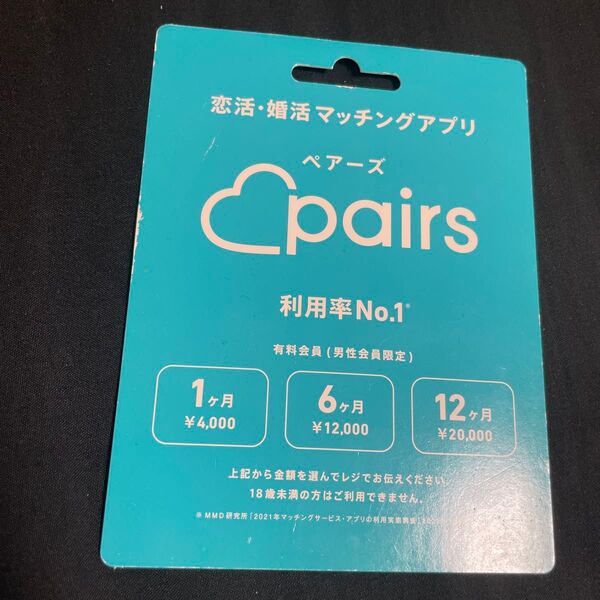 恋活・婚活 マッチングアプリ
ペアーズ
pairs
利用率No.1※
有料会員（男性会員限定）
1ヶ月
¥4,000
6ヶ月
¥12,000
12ヶ月
¥20,000
上記から金額を選んでレジでお伝えください。
18歳未満の方はご利用できません。
※ MMD研究所「2021年マッチングサービス・アプリの利用実態調査」